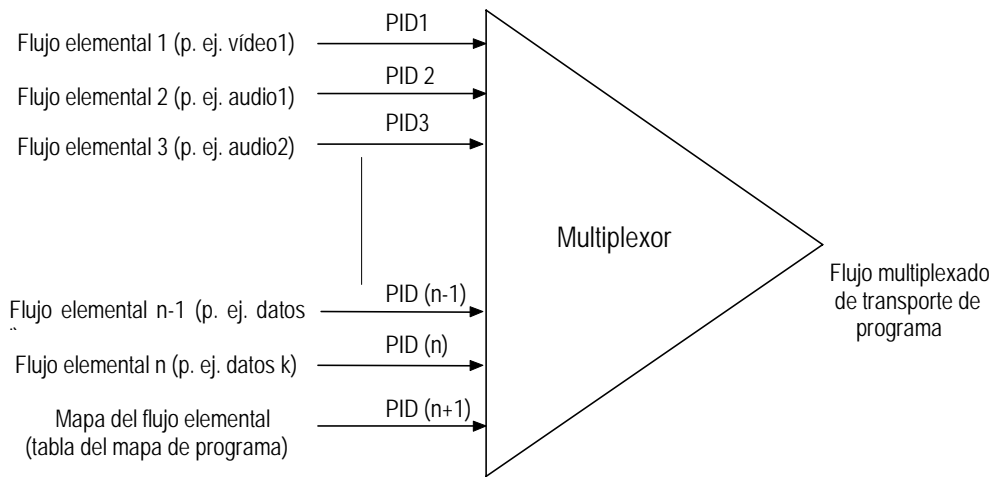 Flujo elemental 1 (p. ej. vídeo1)
PID1
Flujo elemental 2 (p. ej. audio1)
PID 2
Flujo elemental 3 (p. ej. audio2)
PID3
Multiplexor
Flujo multiplexado
de transporte de
programa
Flujo elemental n-1 (p. ej. datos
PID (n-1)
Flujo elemental n (p. ej. datos k)
PID (n)
Mapa del flujo elemental
(tabla del mapa de programa)
PID (n+1)